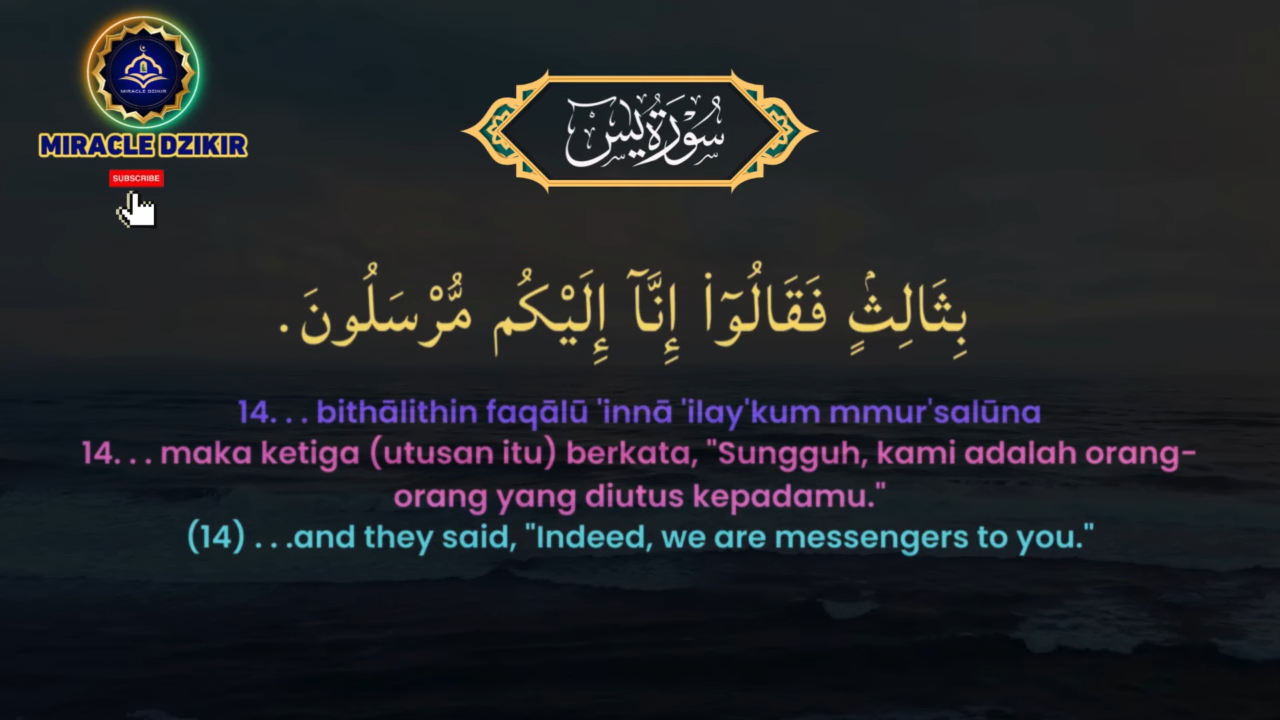 MIRACLE DZIKIR
MIRACLE DZIKIR
SUBSCRIBE
سُوْرَةُ يٰسٓ
بِثَالِثٍۢ فَقَالُوٓا۟ إِنَّآ إِلَيْكُم مُّرْسَلُونَ.
14. . . bithālithin faqālū 'innā 'ilay'kum mmur'salūna
14. . . maka ketiga (utusan itu) berkata, "Sungguh, kami adalah orang-
orang yang diutus kepadamu."
(14) . . .and they said, "Indeed, we are messengers to you."